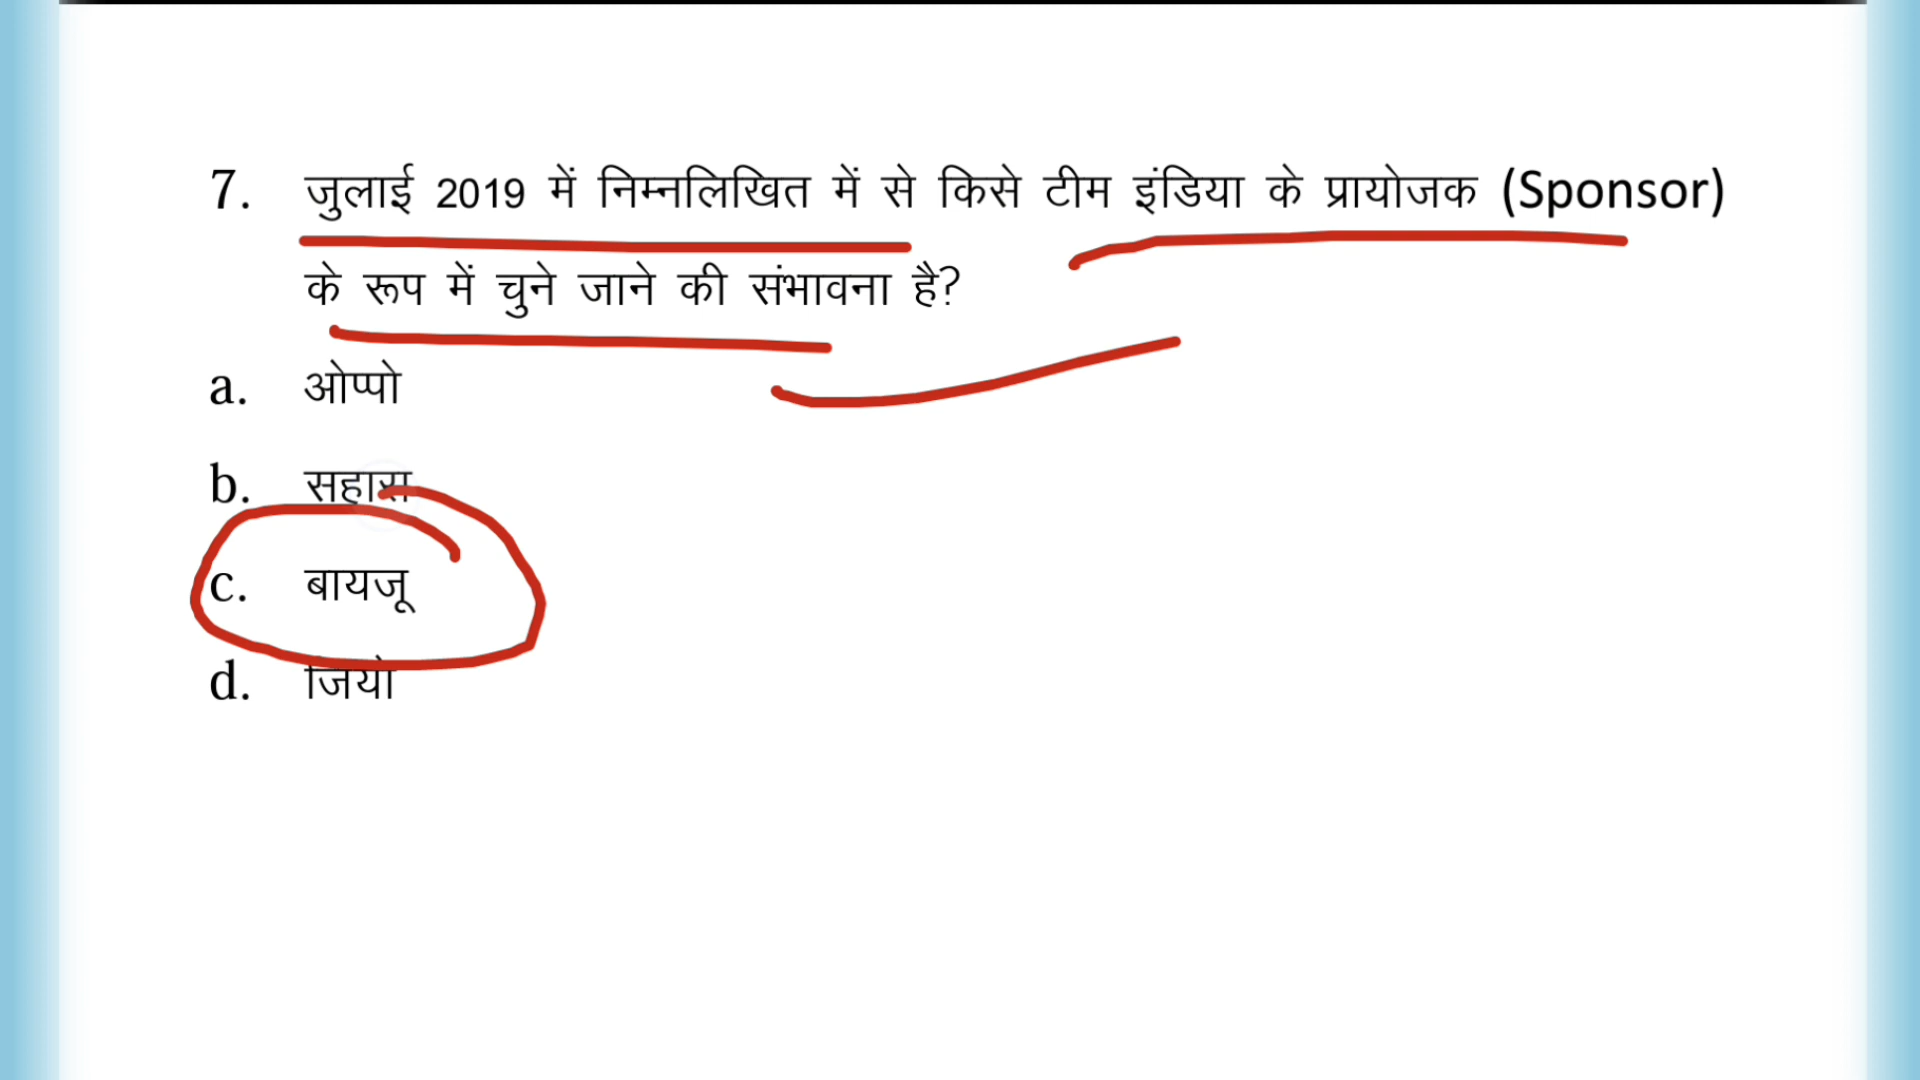 7. जुलाई 2019 में निम्नलिखित में से किसे टीम इंडिया के प्रायोजक (Sponsor)
के रूप में चुने जाने की संभावना है?
a. ओप्पो
b. सहारा
c. बायजू
d. जियो